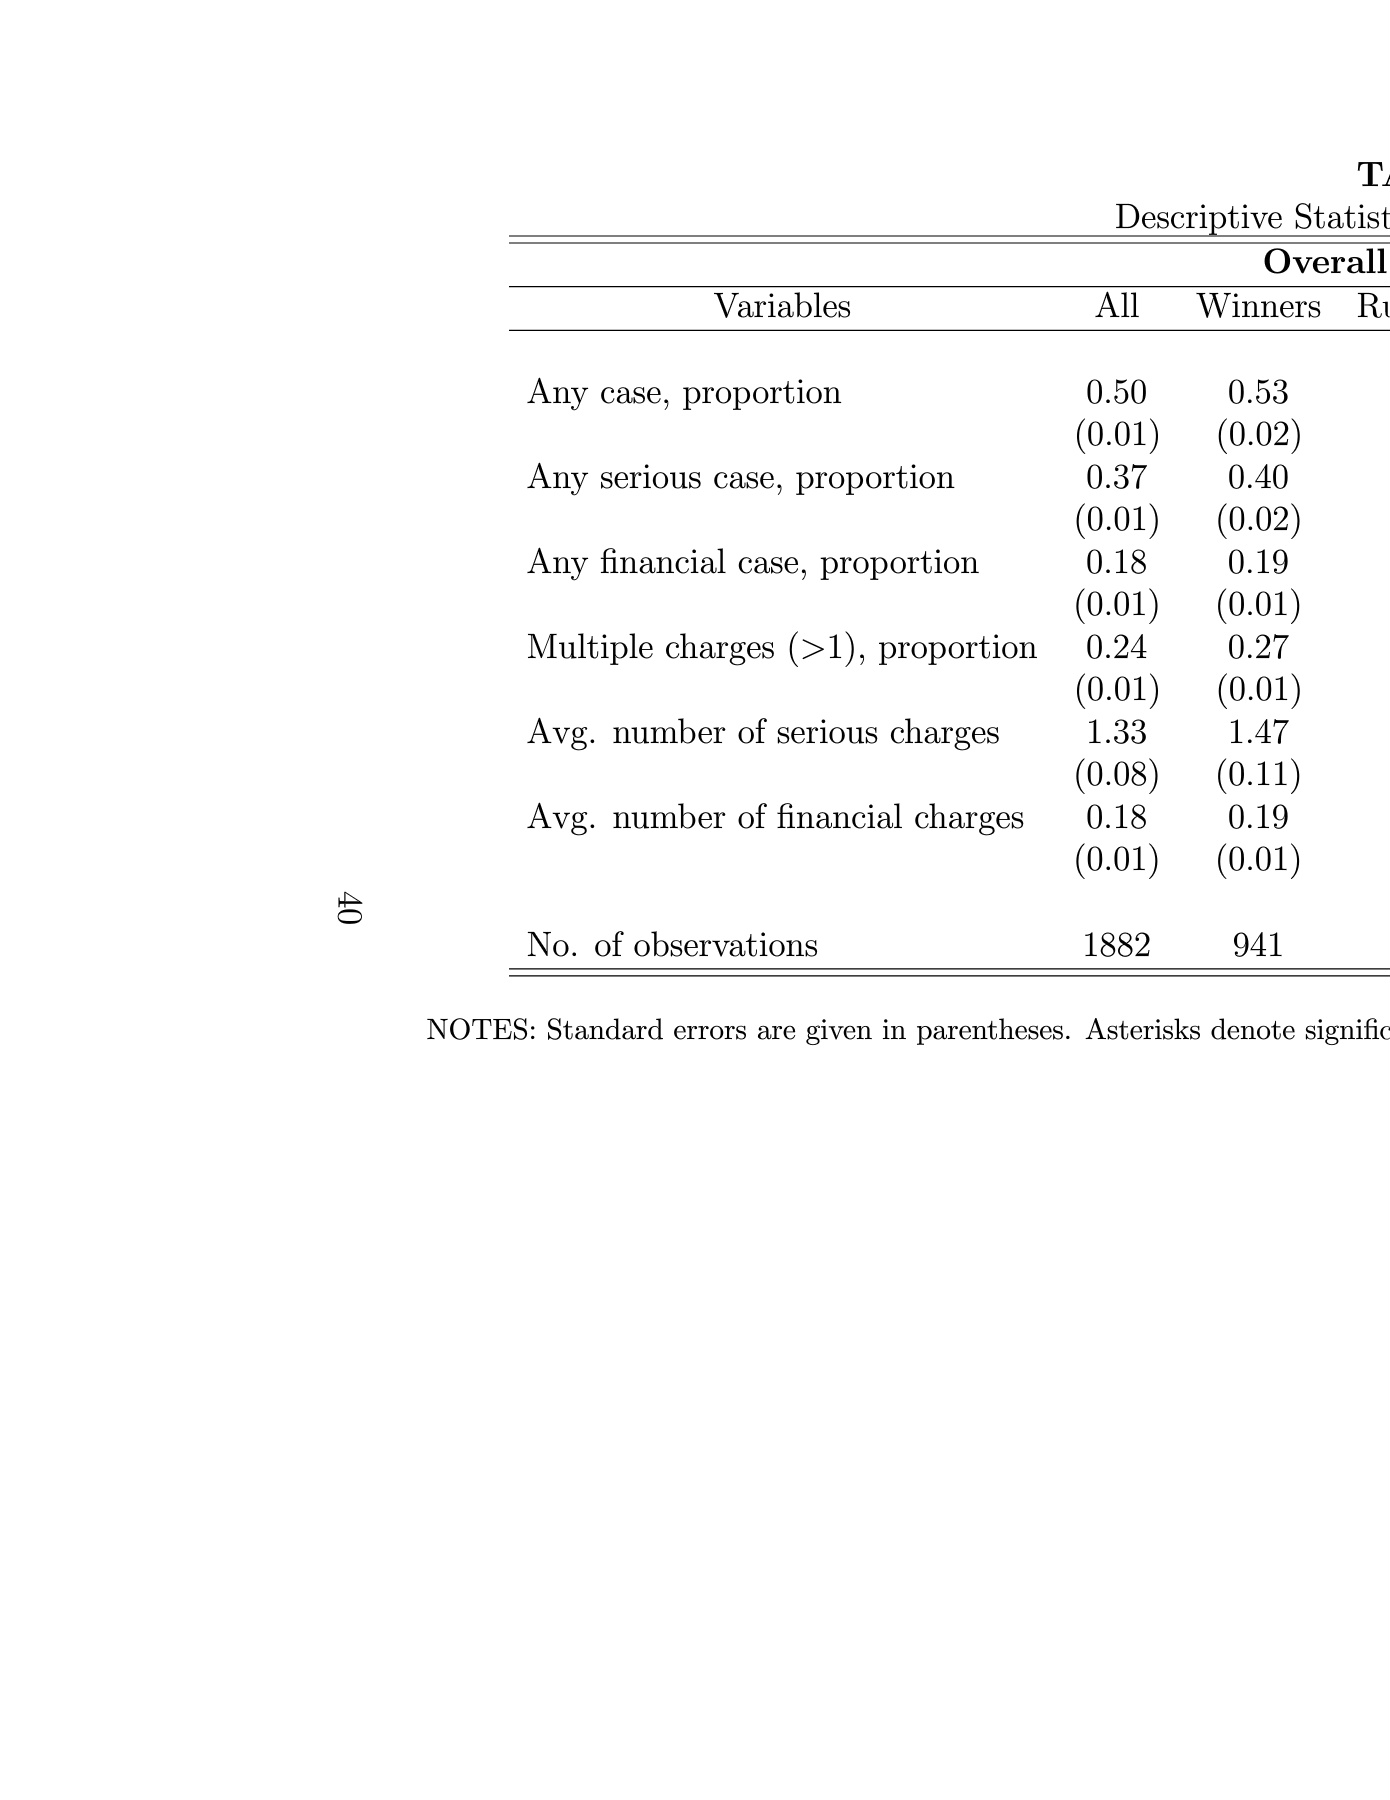 TA
Descriptive Statist
Overall
Variables All Winners Ru
Any case, proportion 0.50 0.53
(0.01) (0.02)
Any serious case, proportion 0.37 0.40
(0.01) (0.02)
Any financial case, proportion 0.18 0.19
(0.01) (0.01)
Multiple charges (>1), proportion 0.24 0.27
(0.01) (0.01)
Avg. number of serious charges 1.33 1.47
(0.08) (0.11)
Avg. number of financial charges 0.18 0.19
(0.01) (0.01)
40
No. of observations 1882 941
NOTES: Standard errors are given in parentheses. Asterisks denote signific